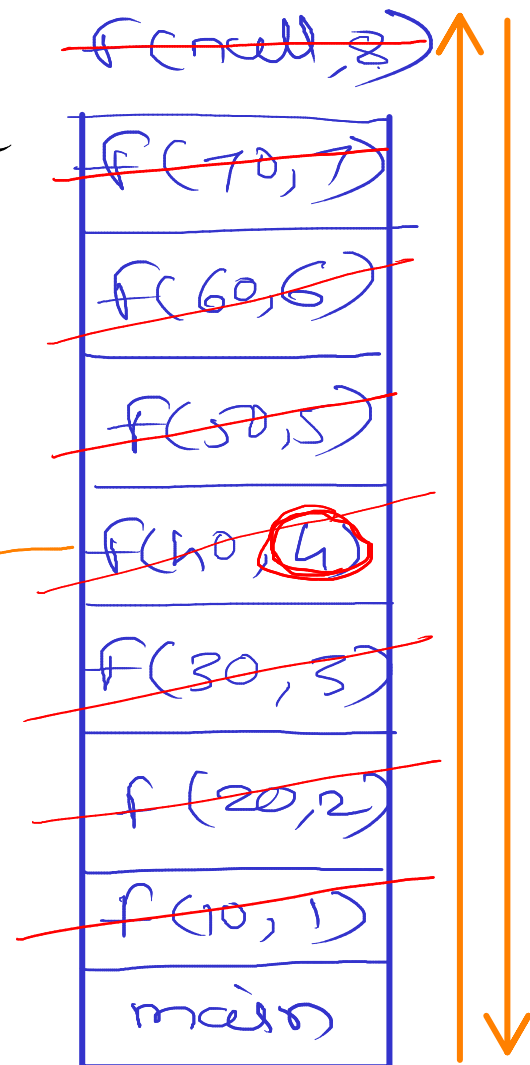 f(null, 8)
f(70, 7)
f(60, 6)
f(50, 5)
f(40, 4)
f(30, 3)
f(20, 2)
f(10, 1)
main